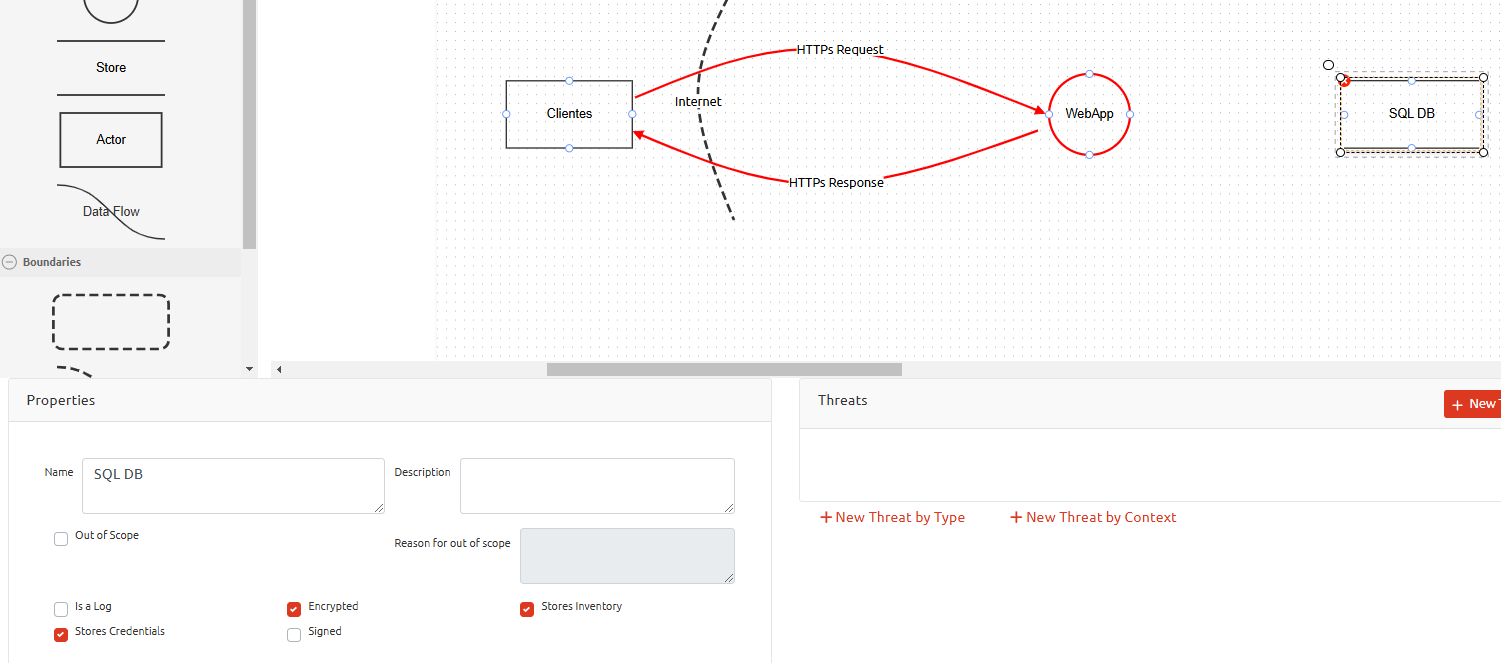 Store
Actor
Data Flow
Boundaries
HTTPs Request
Clientes
Internet
WebApp
SQL DB
HTTPs Response
Properties
Name
SQL DB
Description
Out of Scope
Reason for out of scope
Is a Log
Encrypted
Stores Inventory
Stores Credentials
Signed
Threats
+ New
+ New Threat by Type
+ New Threat by Context